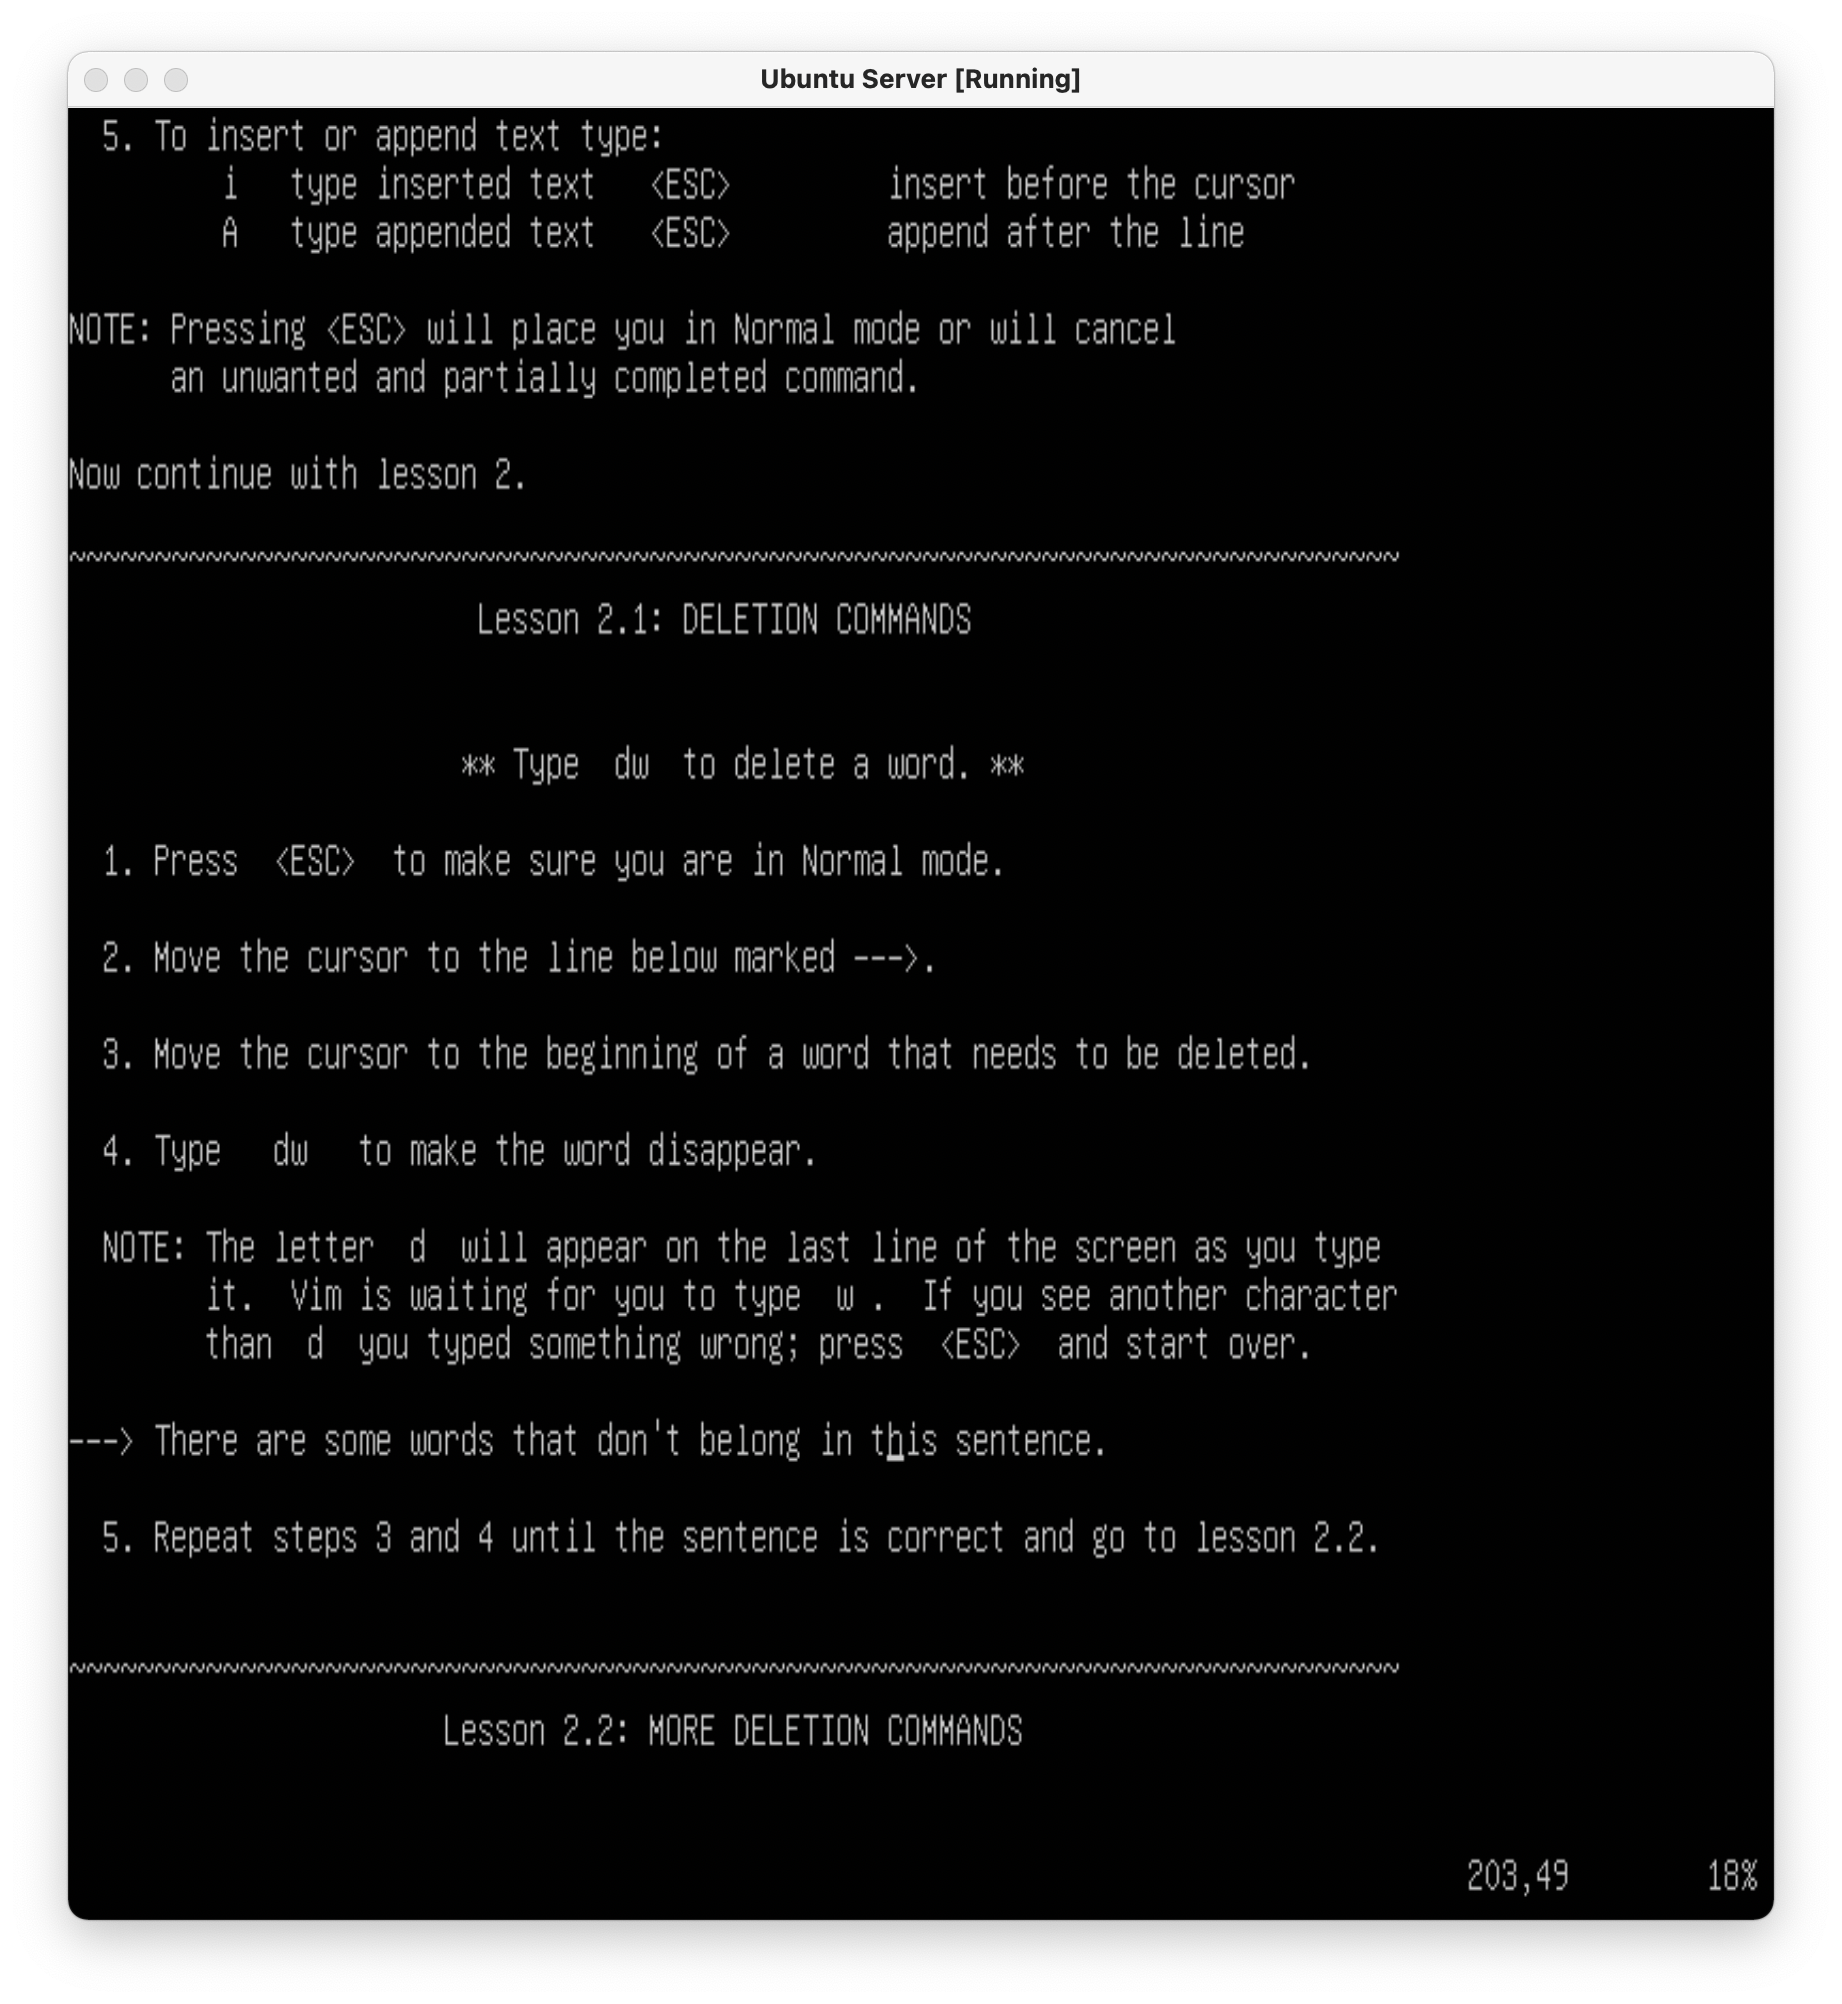 Ubuntu Server [Running]
5. To insert or append text type:
i   type inserted text   <ESC>         insert before the cursor
A   type appended text   <ESC>         append after the line
NOTE: Pressing <ESC> will place you in Normal mode or will cancel
an unwanted and partially completed command.
Now continue with lesson 2.
~~~~~~~~~~~~~~~~~~~~~~~~~~~~~~~~~~~~~~~~~~~~~~~~~~~~~~~~~~~~~~~~~~~~~~~~~~~~~~
Lesson 2.1: DELETION COMMANDS
** Type  dw  to delete a word. **
1. Press  <ESC>  to make sure you are in Normal mode.
2. Move the cursor to the line below marked --->.
3. Move the cursor to the beginning of a word that needs to be deleted.
4. Type   dw   to make the word disappear.
NOTE: The letter  d  will appear on the last line of the screen as you type
it.  Vim is waiting for you to type  w .  If you see another character
than  d  you typed something wrong; press  <ESC>  and start over.
---> There are some words that don't belong in this sentence.
5. Repeat steps 3 and 4 until the sentence is correct and go to lesson 2.2.
~~~~~~~~~~~~~~~~~~~~~~~~~~~~~~~~~~~~~~~~~~~~~~~~~~~~~~~~~~~~~~~~~~~~~~~~~~~~~~
Lesson 2.2: MORE DELETION COMMANDS
203,49        18%